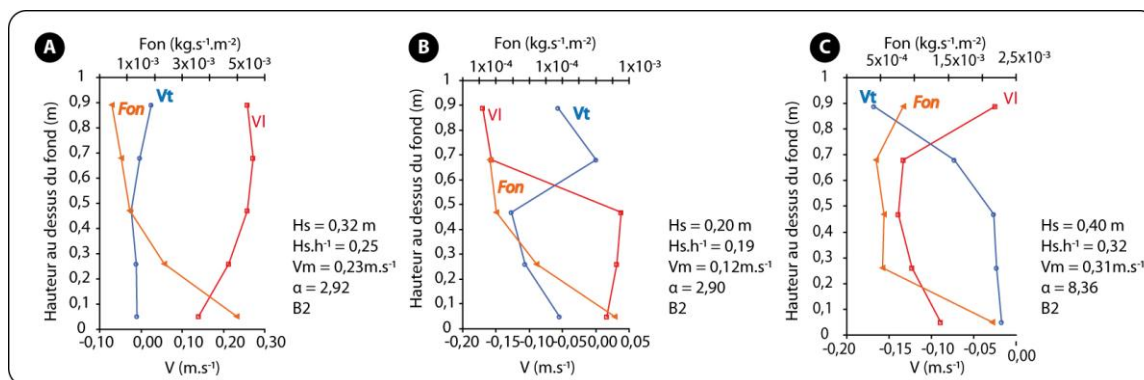 A
Fon (kg.s⁻¹.m⁻²)
1x10⁻³ 3x10⁻³ 5x10⁻³
Hauteur au dessus du fond (m)
1
0,9
0,8
0,7
0,6
0,5
0,4
0,3
0,2
0,1
0
Fon
Vt
Vl
Hs = 0,32 m
Hs.h⁻¹ = 0,25
Vm = 0,23m.s⁻¹
α = 2,92
B2
-0,10 0,00 0,10 0,20 0,30
V (m.s⁻¹)
B
Fon (kg.s⁻¹.m⁻²)
1x10⁻⁴ 1x10⁻⁴ 1x10⁻³
Hauteur au dessus du fond (m)
1
0,9
0,8
0,7
0,6
0,5
0,4
0,3
0,2
0,1
0
Vl
Vt
Fon
Hs = 0,20 m
Hs.h⁻¹ = 0,19
Vm = 0,12m.s⁻¹
α = 2,90
B2
-0,20 -0,15 -0,10 -0,50 0,00 0,05
V (m.s⁻¹)
C
Fon (kg.s⁻¹.m⁻²)
5x10⁻⁴ 1,5x10⁻³ 2,5x10⁻³
Hauteur au dessus du fond (m)
1
0,9
0,8
0,7
0,6
0,5
0,4
0,3
0,2
0,1
0
Vt
Fon
Vl
Hs = 0,40 m
Hs.h⁻¹ = 0,32
Vm = 0,31m.s⁻¹
α = 8,36
B2
-0,20 -0,15 -0,10 -0,05 0,00
V (m.s⁻¹)